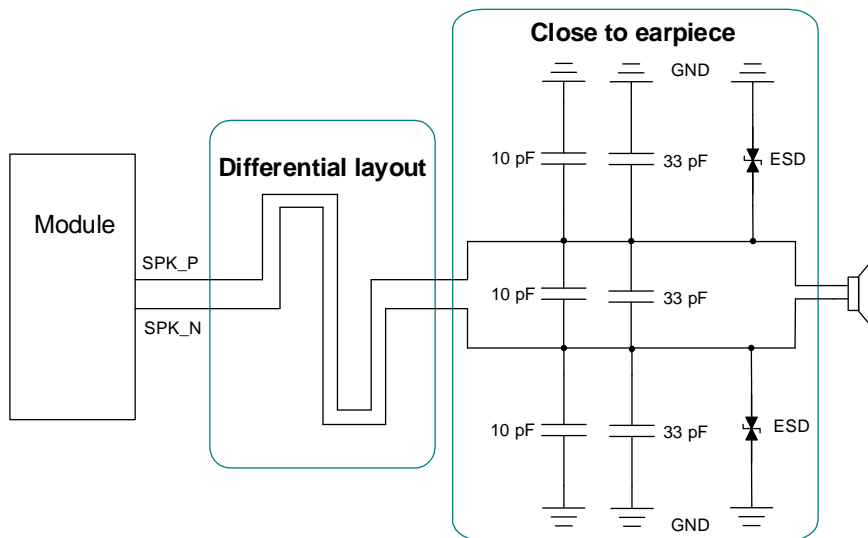 Close to earpiece
GND
10 pF
33 pF
ESD
Differential layout
Module
SPK_P
SPK_N
10 pF
33 pF
10 pF
33 pF
ESD
GND